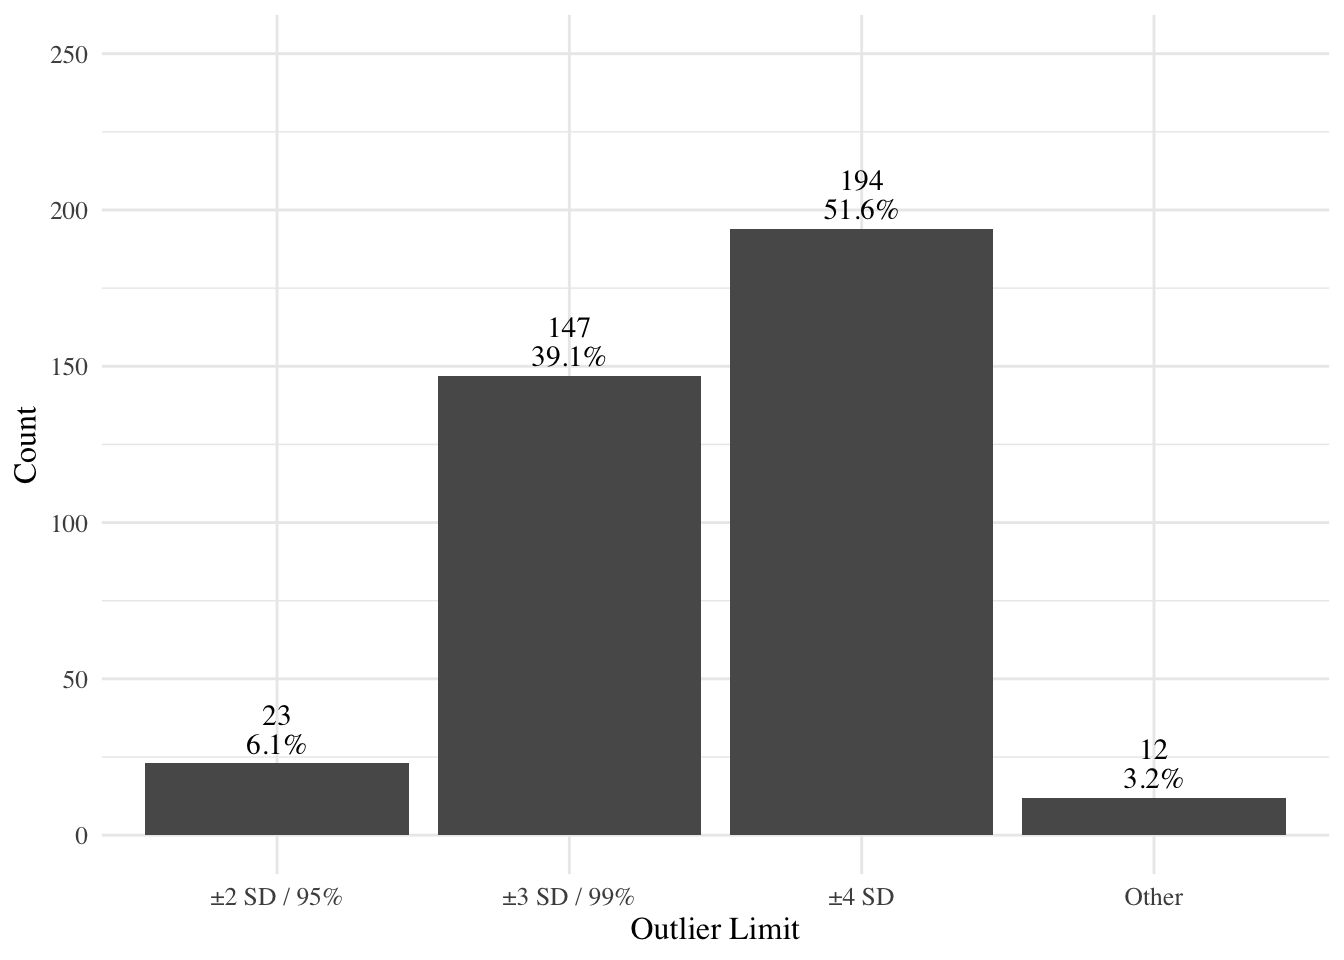 250
200
150
100
50
0
Count
23
6.1%
147
39.1%
194
51.6%
12
3.2%
±2 SD / 95%
±3 SD / 99%
±4 SD
Other
Outlier Limit